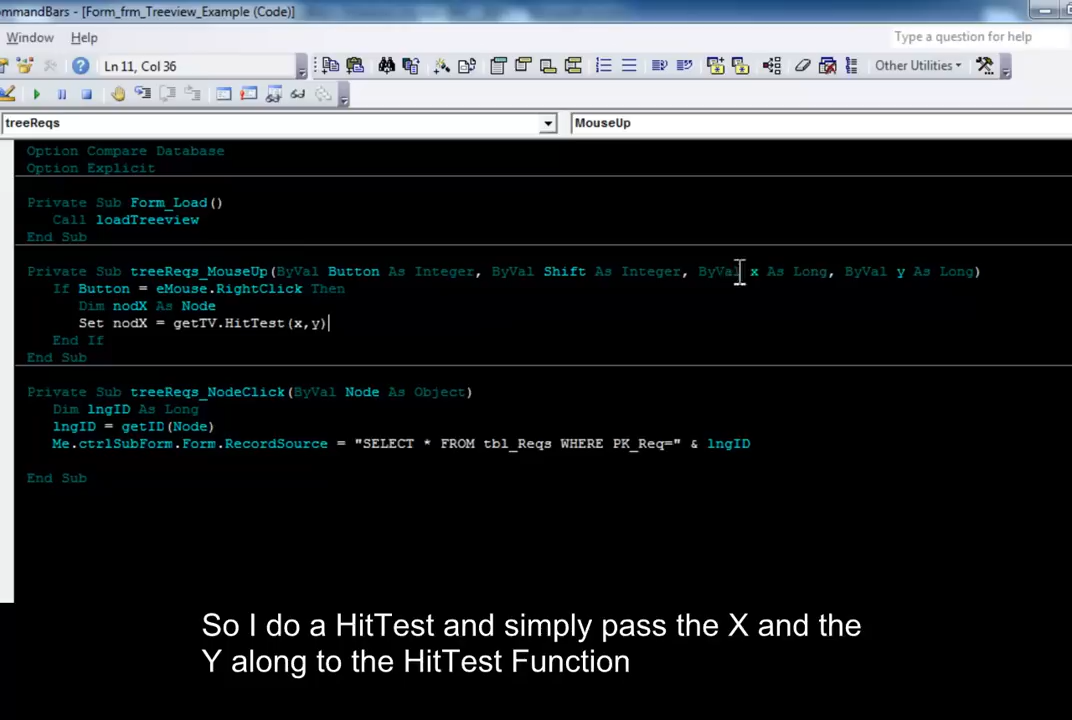 ommandBars - [Form_frm_Treeview_Example (Code)]
Window Help Type a question for help
Ln 11, Col 36 Other Utilities
treeReqs MouseUp
Option Compare Database
Option Explicit
Private Sub Form_Load()
Call loadTreeview
End Sub
Private Sub treeReqs_MouseUp(ByVal Button As Integer, ByVal Shift As Integer, ByVal x As Long, ByVal y As Long)
If Button = eMouse.RightClick Then
Dim nodX As Node
Set nodX = getTV.HitTest(x,y)
End If
End Sub
Private Sub treeReqs_NodeClick(ByVal Node As Object)
Dim lngID As Long
lngID = getID(Node)
Me.ctrlSubForm.Form.RecordSource = "SELECT * FROM tbl_Reqs WHERE PK_Req=" & lngID
End Sub
So I do a HitTest and simply pass the X and the
Y along to the HitTest Function